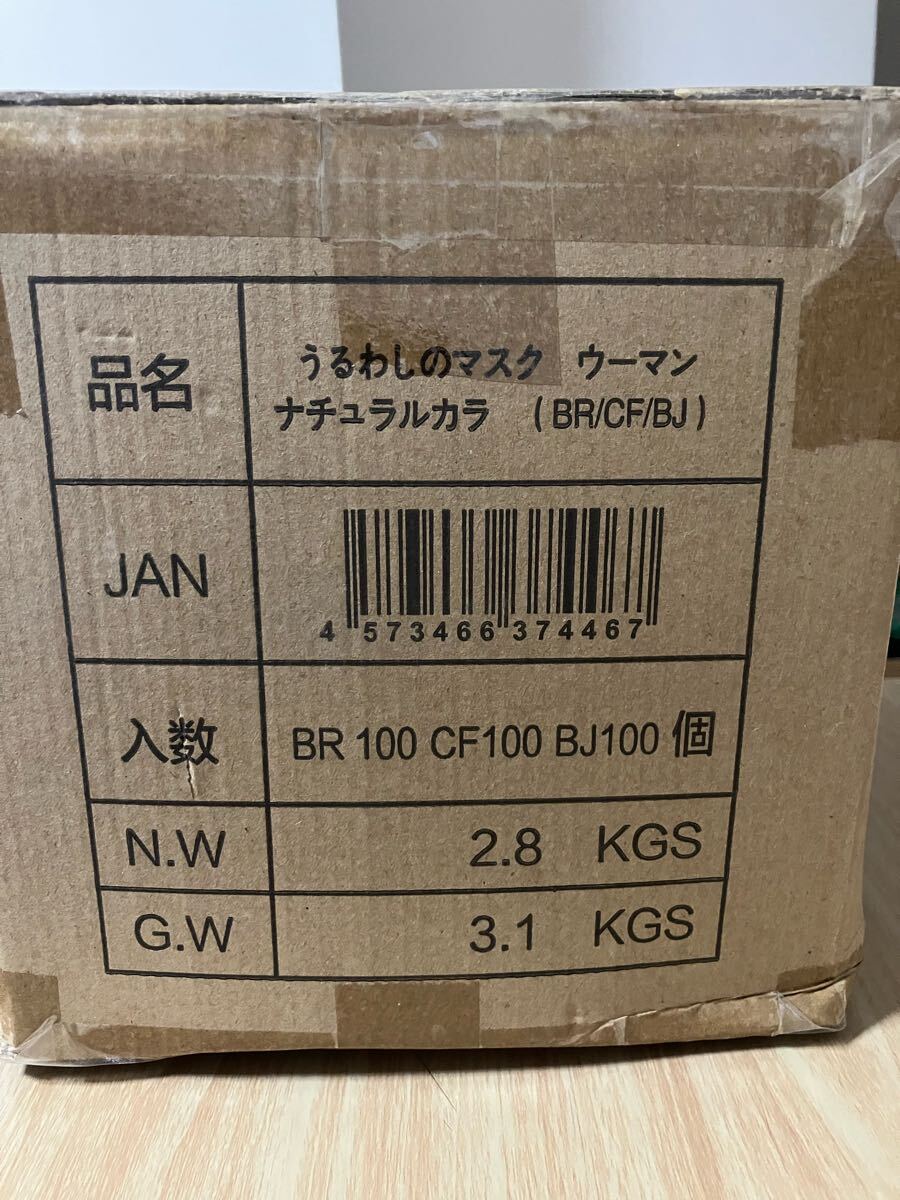 品名
うるわしのマスク　ウーマン
ナチュラルカラ　( BR/CF/BJ )
JAN
4 573466 374467
入数
BR 100 CF100 BJ100 個
N.W
2.8 KGS
G.W
3.1 KGS